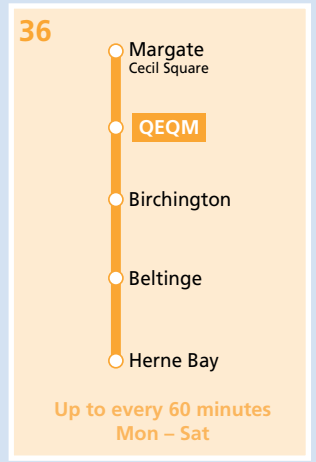 36
Margate
Cecil Square
QEQM
Birchington
Beltinge
Herne Bay
Up to every 60 minutes
Mon – Sat